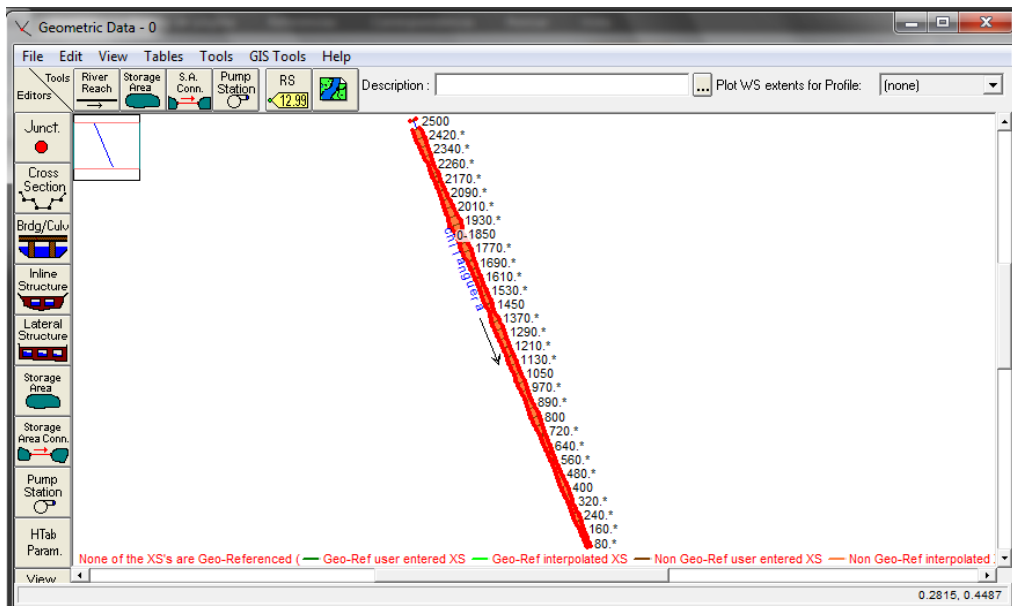 Geometric Data - 0
File Edit View Tables Tools GIS Tools Help
Tools
Editors
River
Reach
Storage
Area
S.A.
Conn.
Pump
Station
RS
12.99
Description :
...
Plot WS extents for Profile:
(none)
Junct.
Cross
Section
Brdg/Culv
Inline
Structure
Lateral
Structure
Storage
Area
Storage
Area Conn.
Pump
Station
HTab
Param.
View
2500
2420.*
2340.*
2260.*
2170.*
2090.*
2010.*
1930.*
0-1850
1770.*
1690.*
1610.*
1530.*
1450
1370.*
1290.*
1210.*
1130.*
1050
970.*
890.*
800
720.*
640.*
560.*
480.*
400
320.*
240.*
160.*
80.*
None of the XS's are Geo-Referenced ( Geo-Ref user entered XS Geo-Ref interpolated XS Non Geo-Ref user entered XS Non Geo-Ref interpolated
0.2815, 0.4487